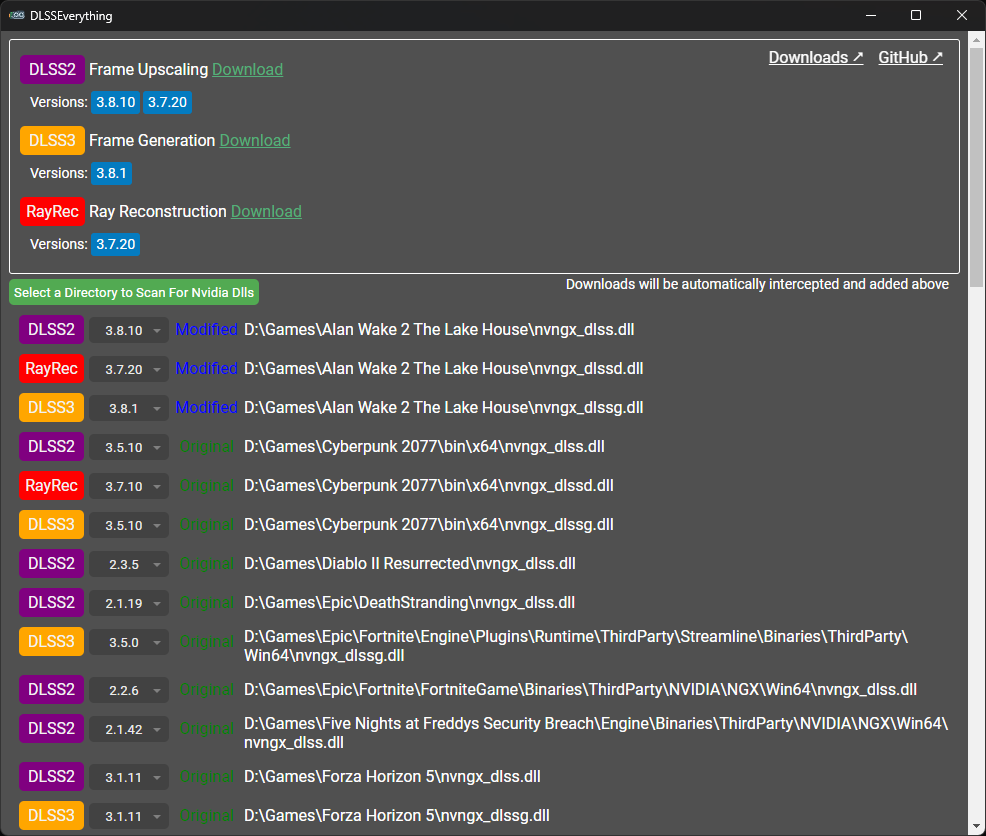 DLSSEverything
Downloads ↗ GitHub ↗
DLSS2 Frame Upscaling Download
Versions: 3.8.10 3.7.20
DLSS3 Frame Generation Download
Versions: 3.8.1
RayRec Ray Reconstruction Download
Versions: 3.7.20
Select a Directory to Scan For Nvidia Dlls
Downloads will be automatically intercepted and added above
DLSS2 3.8.10 Modified D:\Games\Alan Wake 2 The Lake House\nvngx_dlss.dll
RayRec 3.7.20 Modified D:\Games\Alan Wake 2 The Lake House\nvngx_dlssd.dll
DLSS3 3.8.1 Modified D:\Games\Alan Wake 2 The Lake House\nvngx_dlssg.dll
DLSS2 3.5.10 Original D:\Games\Cyberpunk 2077\bin\x64\nvngx_dlss.dll
RayRec 3.7.10 Original D:\Games\Cyberpunk 2077\bin\x64\nvngx_dlssd.dll
DLSS3 3.5.10 Original D:\Games\Cyberpunk 2077\bin\x64\nvngx_dlssg.dll
DLSS2 2.3.5 Original D:\Games\Diablo II Resurrected\nvngx_dlss.dll
DLSS2 2.1.19 Original D:\Games\Epic\DeathStranding\nvngx_dlss.dll
DLSS3 3.5.0 Original D:\Games\Epic\Fortnite\Engine\Plugins\Runtime\ThirdParty\Streamline\Binaries\ThirdParty\
Win64\nvngx_dlssg.dll
DLSS2 2.2.6 Original D:\Games\Epic\Fortnite\FortniteGame\Binaries\ThirdParty\NVIDIA\NGX\Win64\nvngx_dlss.dll
DLSS2 2.1.42 Original D:\Games\Five Nights at Freddys Security Breach\Engine\Binaries\ThirdParty\NVIDIA\NGX\Win64\
nvngx_dlss.dll
DLSS2 3.1.11 Original D:\Games\Forza Horizon 5\nvngx_dlss.dll
DLSS3 3.1.11 Original D:\Games\Forza Horizon 5\nvngx_dlssg.dll